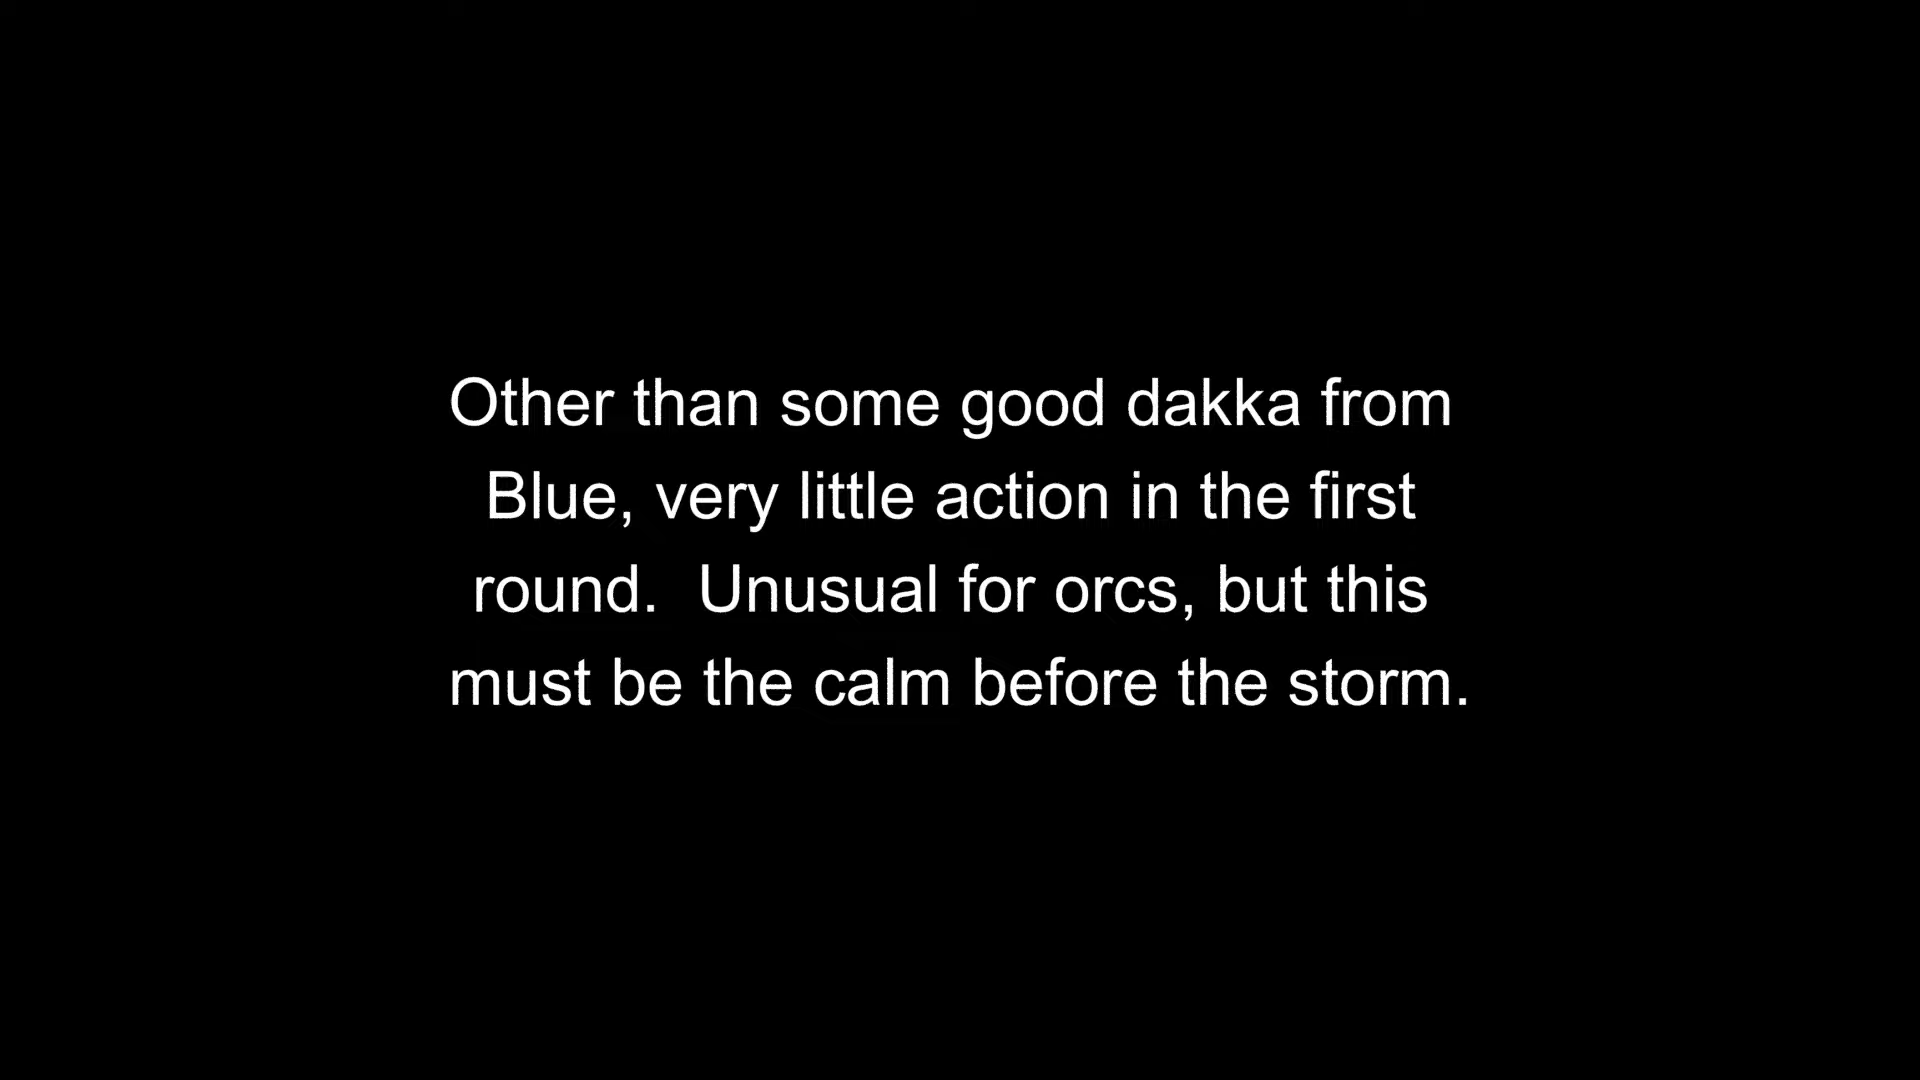 Other than some good dakka from
Blue, very little action in the first
round.  Unusual for orcs, but this
must be the calm before the storm.